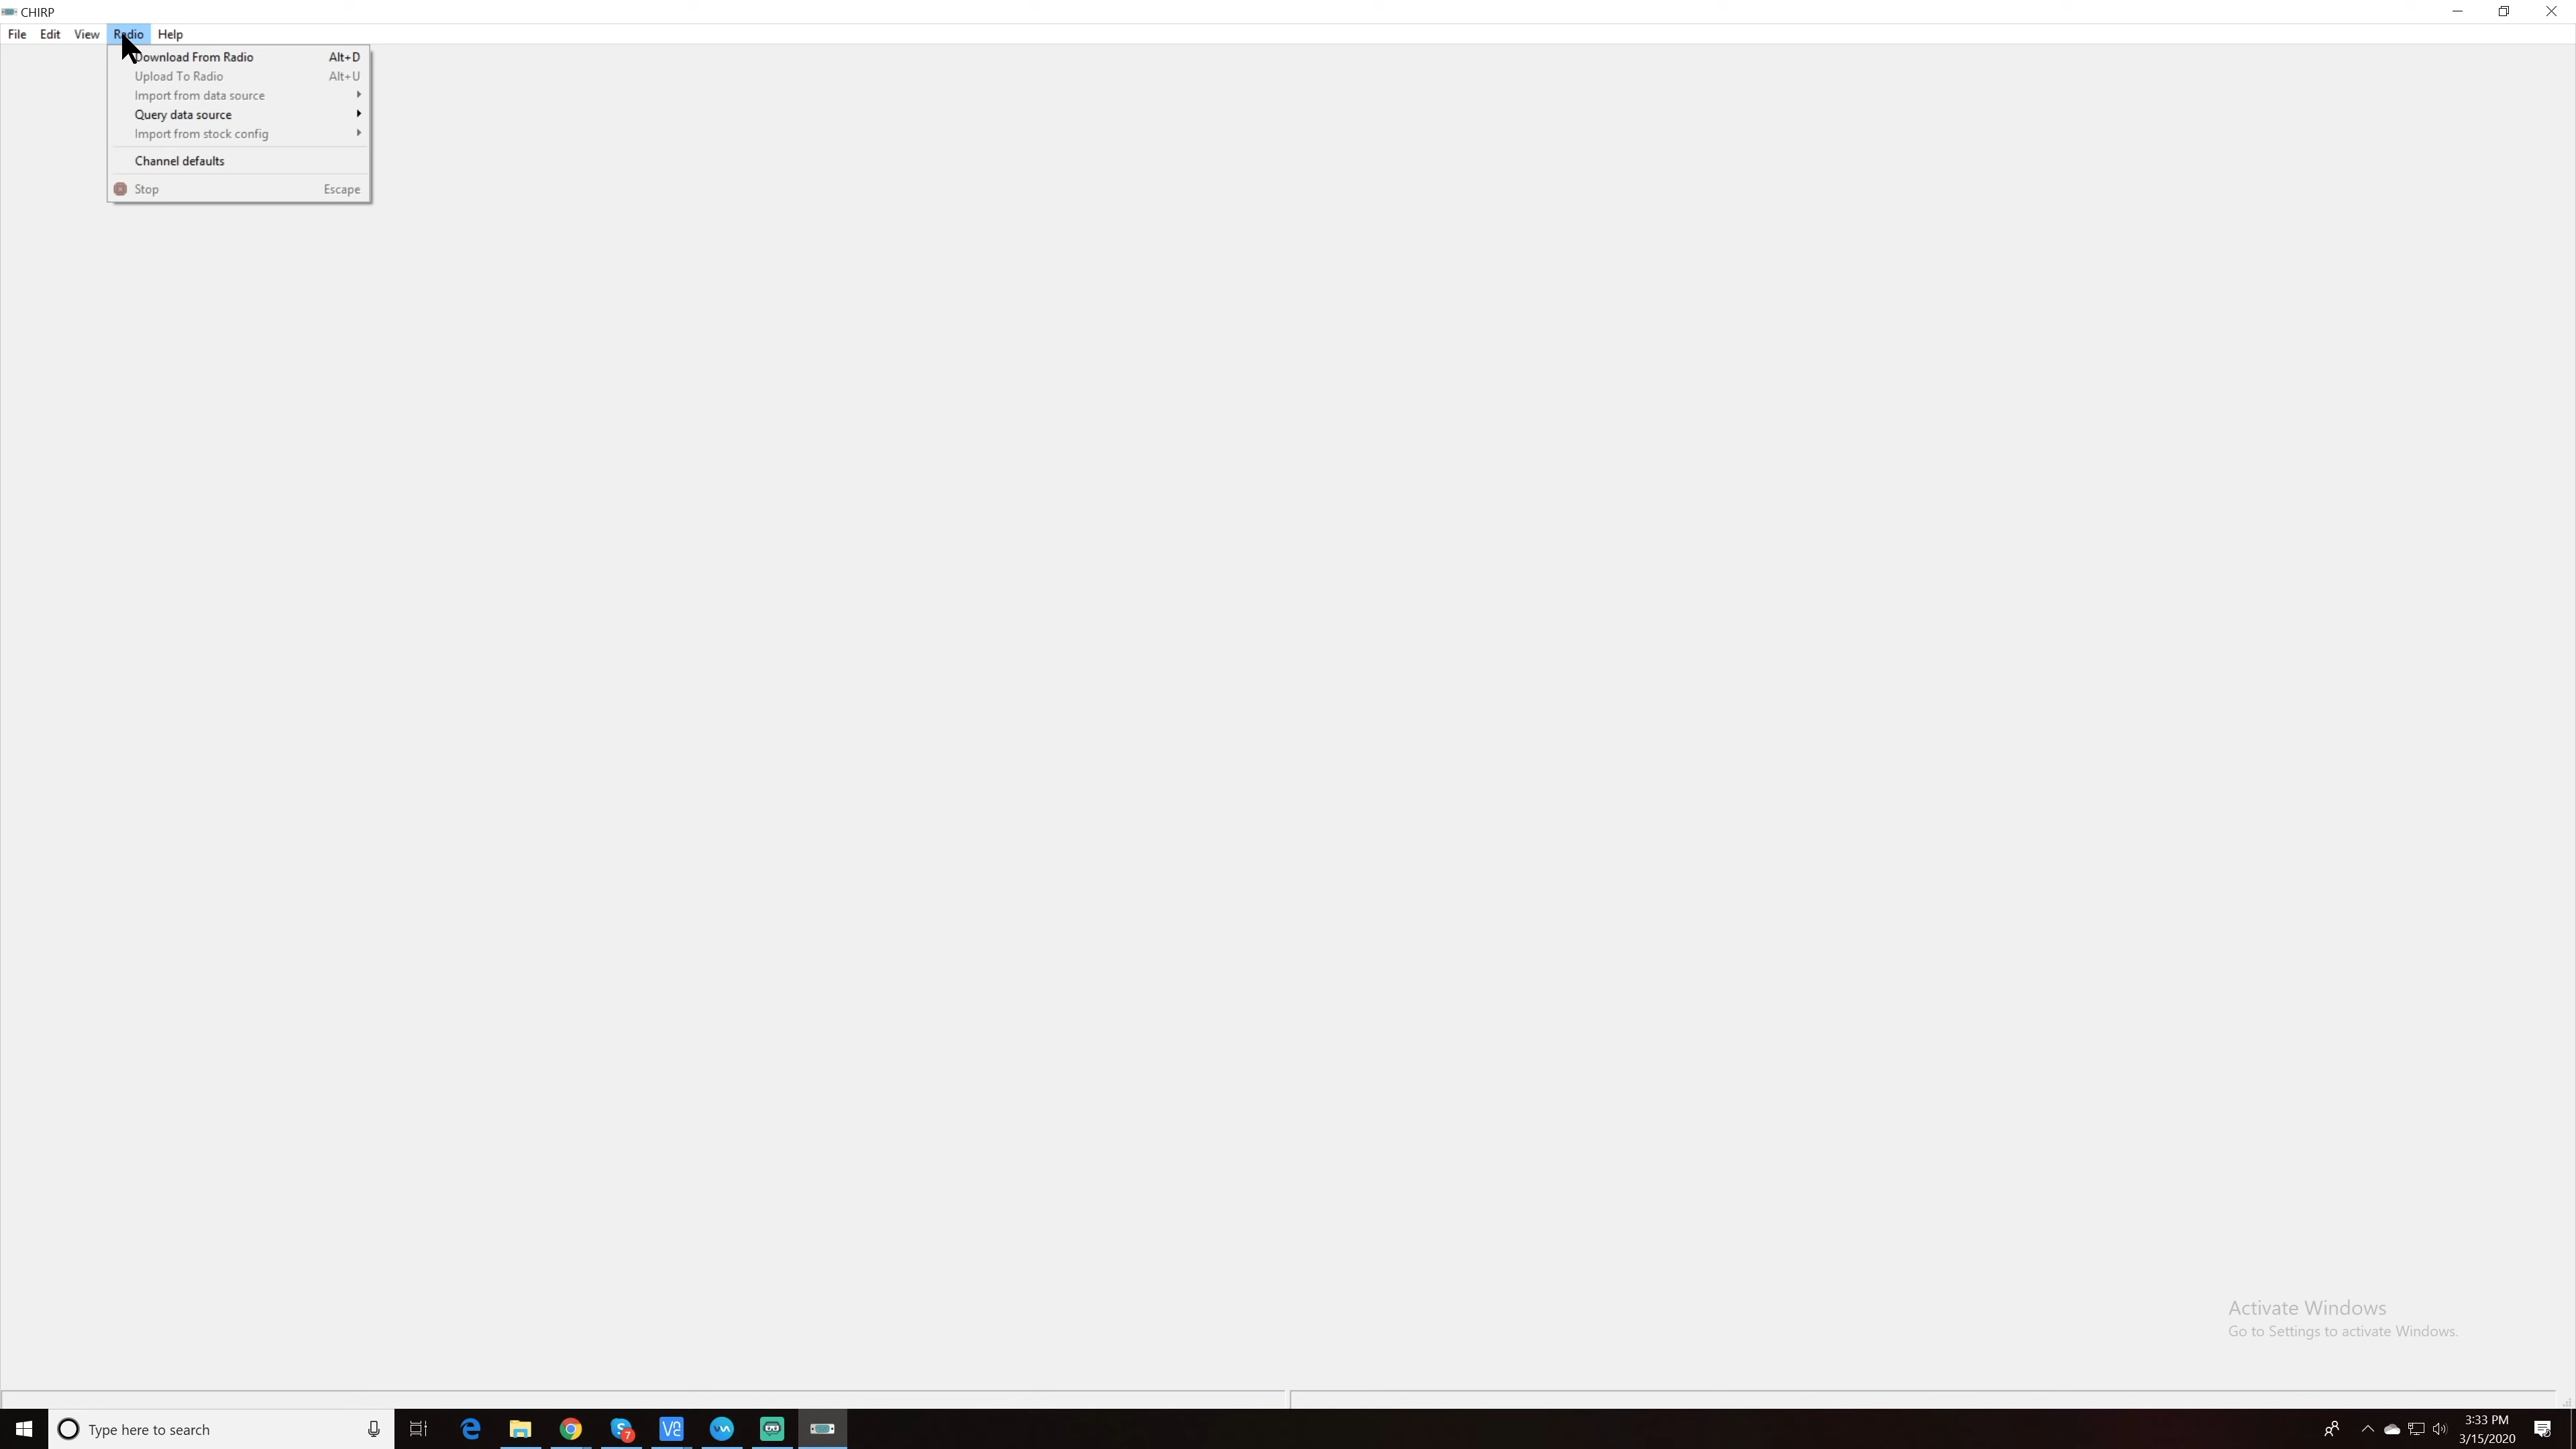 CHIRP
File Edit View Radio Help
Download From Radio Alt+D
Upload To Radio Alt+U
Import from data source
Query data source
Import from stock config
Channel defaults
Stop Escape
Activate Windows
Go to Settings to activate Windows.
Type here to search
7
3:33 PM
3/15/2020